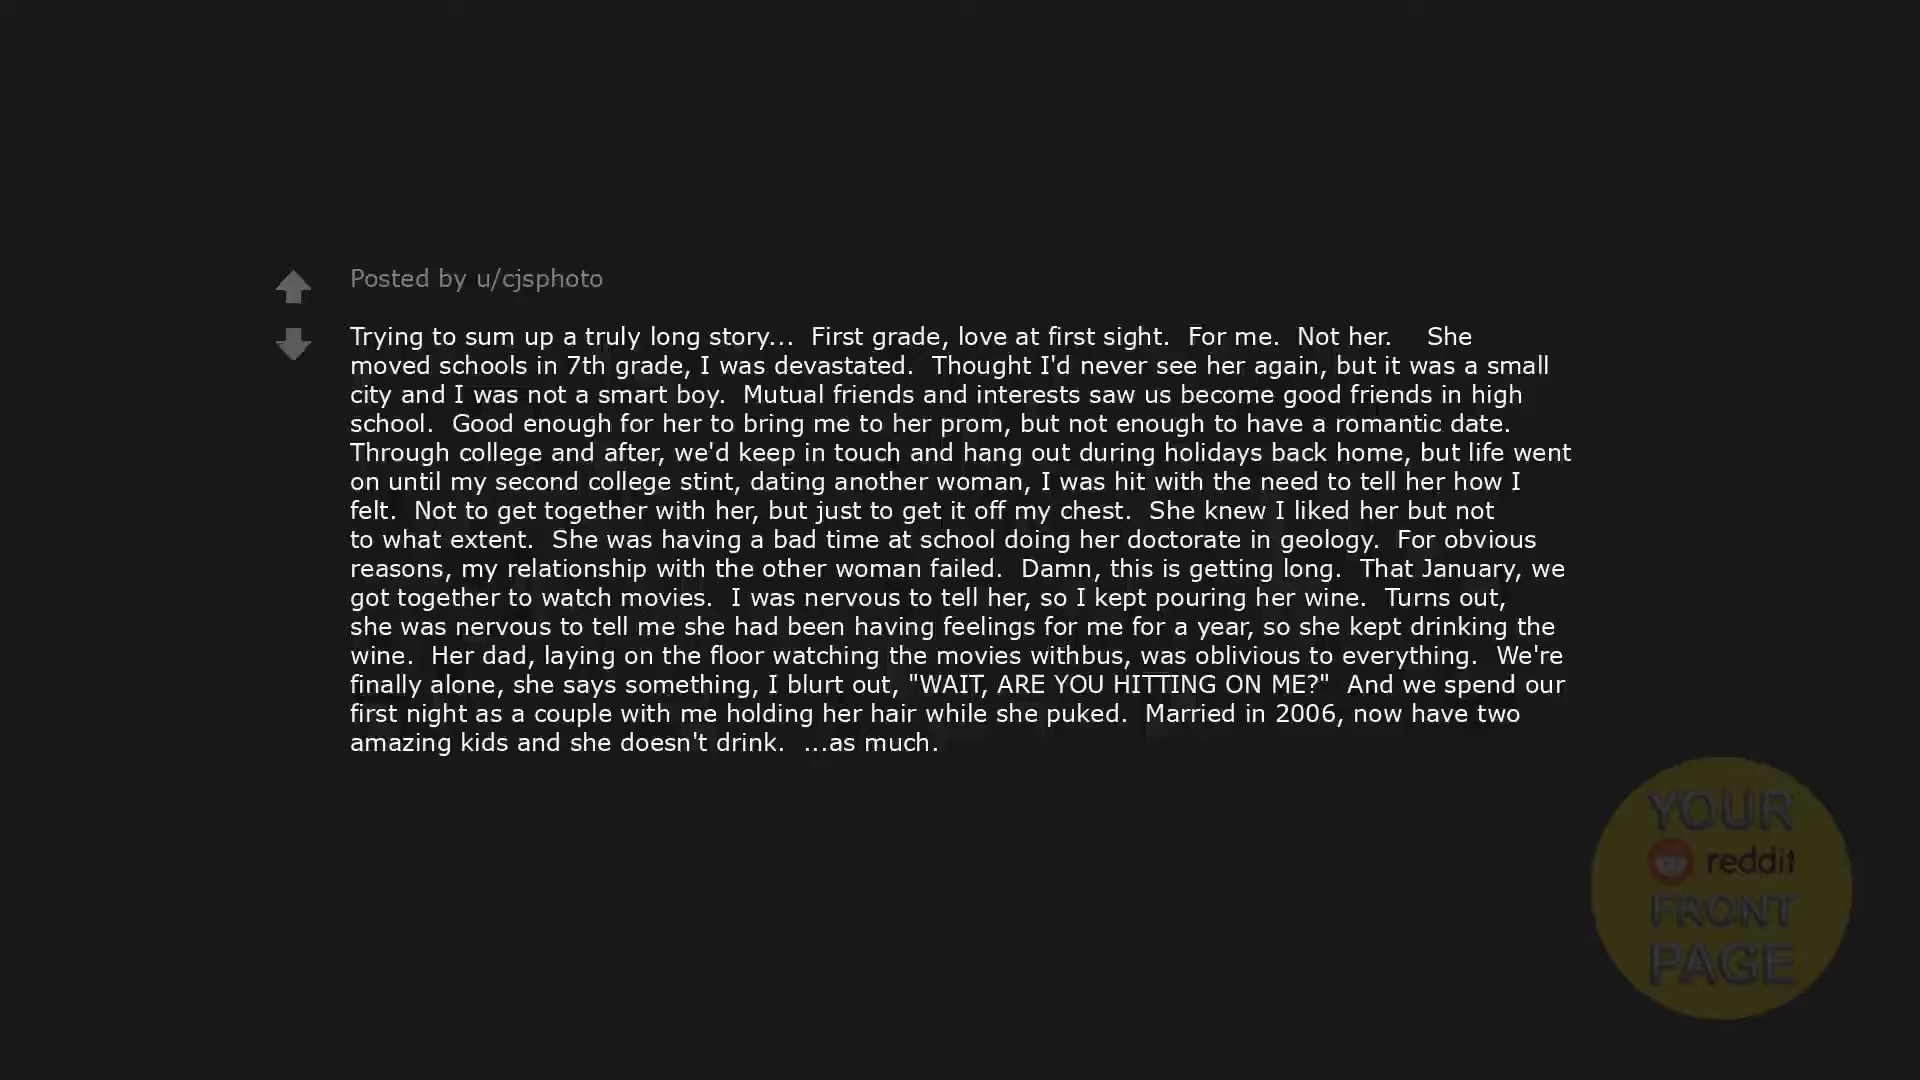 Posted by u/cjsphoto
Trying to sum up a truly long story...  First grade, love at first sight.  For me.  Not her.    She
moved schools in 7th grade, I was devastated.  Thought I'd never see her again, but it was a small
city and I was not a smart boy.  Mutual friends and interests saw us become good friends in high
school.  Good enough for her to bring me to her prom, but not enough to have a romantic date.
Through college and after, we'd keep in touch and hang out during holidays back home, but life went
on until my second college stint, dating another woman, I was hit with the need to tell her how I
felt.  Not to get together with her, but just to get it off my chest.  She knew I liked her but not
to what extent.  She was having a bad time at school doing her doctorate in geology.  For obvious
reasons, my relationship with the other woman failed.  Damn, this is getting long.  That January, we
got together to watch movies.  I was nervous to tell her, so I kept pouring her wine.  Turns out,
she was nervous to tell me she had been having feelings for me for a year, so she kept drinking the
wine.  Her dad, laying on the floor watching the movies withbus, was oblivious to everything.  We're
finally alone, she says something, I blurt out, "WAIT, ARE YOU HITTING ON ME?"  And we spend our
first night as a couple with me holding her hair while she puked.  Married in 2006, now have two
amazing kids and she doesn't drink.  ...as much.
YOUR
reddit
FRONT
PAGE